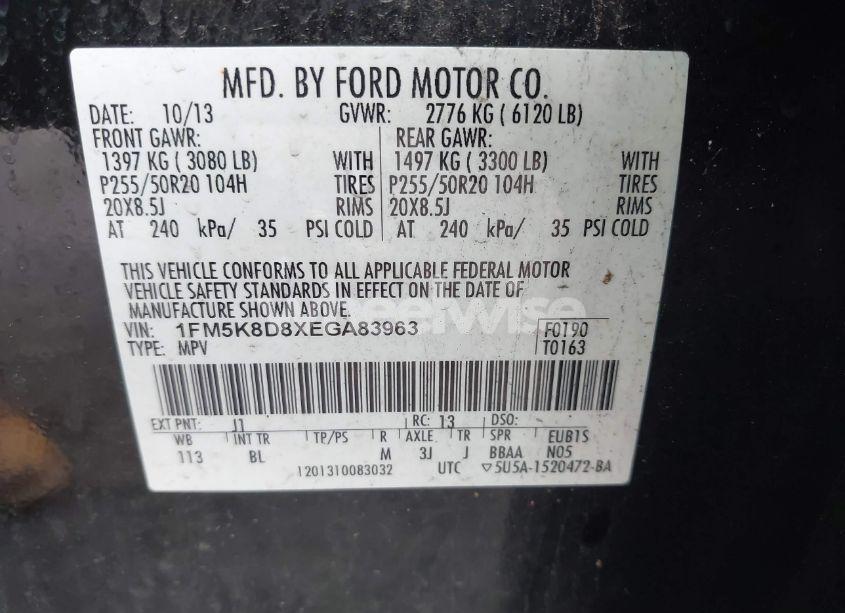 MFD. BY FORD MOTOR CO.
DATE: 10/13 GVWR: 2776 KG ( 6120 LB)
FRONT GAWR: REAR GAWR:
1397 KG ( 3080 LB) WITH 1497 KG ( 3300 LB) WITH
P255/50R20 104H TIRES P255/50R20 104H TIRES
20X8.5J RIMS 20X8.5J RIMS
AT 240 kPa/ 35 PSI COLD AT 240 kPa/ 35 PSI COLD
THIS VEHICLE CONFORMS TO ALL APPLICABLE FEDERAL MOTOR
VEHICLE SAFETY STANDARDS IN EFFECT ON THE DATE OF
MANUFACTURE SHOWN ABOVE.
VIN: 1FM5K8D8XEGA83963 F0190
TYPE: MPV T0163
EXT PNT: J1 RC: 13 DSO:
WB INT TR TP/PS R AXLE TR SPR EUB1S
113 BL M 3J J BBAA N05
1201310083032 UTC ▽5U5A-1520472-BA